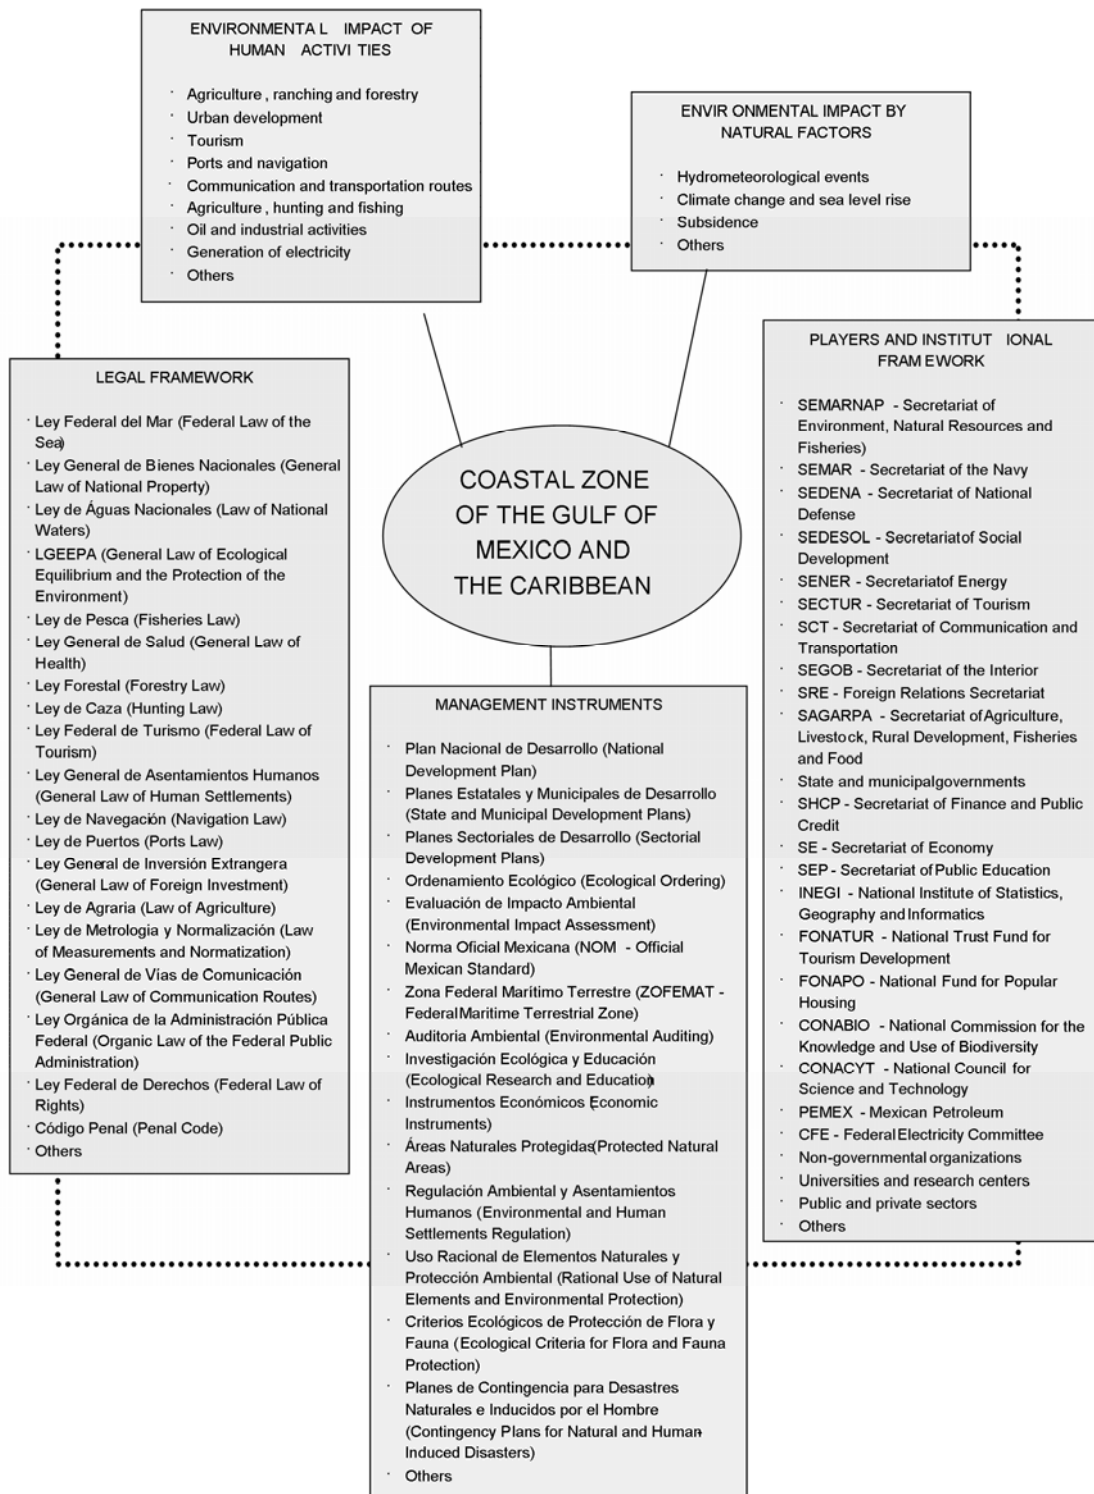 ENVIRONMENTAL IMPACT OF
HUMAN ACTIVITIES
· Agriculture, ranching and forestry
· Urban development
· Tourism
· Ports and navigation
· Communication and transportation routes
· Agriculture, hunting and fishing
· Oil and industrial activities
· Generation of electricity
· Others
ENVIRONMENTAL IMPACT BY
NATURAL FACTORS
· Hydrometeorological events
· Climate change and sea level rise
· Subsidence
· Others
LEGAL FRAMEWORK
· Ley Federal del Mar (Federal Law of the
Sea)
· Ley General de Bienes Nacionales (General
Law of National Property)
· Ley de Águas Nacionales (Law of National
Waters)
· LGEEPA (General Law of Ecological
Equilibrium and the Protection of the
Environment)
· Ley de Pesca (Fisheries Law)
· Ley General de Salud (General Law of
Health)
· Ley Forestal (Forestry Law)
· Ley de Caza (Hunting Law)
· Ley Federal de Turismo (Federal Law of
Tourism)
· Ley General de Asentamientos Humanos
(General Law of Human Settlements)
· Ley de Navegación (Navigation Law)
· Ley de Puertos (Ports Law)
· Ley General de Inversión Extrangera
(General Law of Foreign Investment)
· Ley de Agraria (Law of Agriculture)
· Ley de Metrologia y Normalización (Law
of Measurements and Normatization)
· Ley General de Vías de Comunicación
(General Law of Communication Routes)
· Ley Orgánica de la Administración Pública
Federal (Organic Law of the Federal Public
Administration)
· Ley Federal de Derechos (Federal Law of
Rights)
· Código Penal (Penal Code)
· Others
COASTAL ZONE
OF THE GULF OF
MEXICO AND
THE CARIBBEAN
MANAGEMENT INSTRUMENTS
· Plan Nacional de Desarrollo (National
Development Plan)
· Planes Estatales y Municipales de Desarrollo
(State and Municipal Development Plans)
· Planes Sectoriales de Desarrollo (Sectorial
Development Plans)
· Ordenamiento Ecológico (Ecological Ordering)
· Evaluación de Impacto Ambiental
(Environmental Impact Assessment)
· Norma Oficial Mexicana (NOM - Official
Mexican Standard)
· Zona Federal Marítimo Terrestre (ZOFEMAT -
Federal Maritime Terrestrial Zone)
· Auditoria Ambiental (Environmental Auditing)
· Investigación Ecológica y Educación
(Ecological Research and Education)
· Instrumentos Económicos (Economic
Instruments)
· Áreas Naturales Protegidas (Protected Natural
Areas)
· Regulación Ambiental y Asentamientos
Humanos (Environmental and Human
Settlements Regulation)
· Uso Racional de Elementos Naturales y
Protección Ambiental (Rational Use of Natural
Elements and Environmental Protection)
· Criterios Ecológicos de Protección de Flora y
Fauna (Ecological Criteria for Flora and Fauna
Protection)
· Planes de Contingencia para Desastres
Naturales e Inducidos por el Hombre
(Contingency Plans for Natural and Human-
Induced Disasters)
· Others
PLAYERS AND INSTITUTIONAL
FRAMEWORK
· SEMARNAP - Secretariat of
Environment, Natural Resources and
Fisheries)
· SEMAR - Secretariat of the Navy
· SEDENA - Secretariat of National
Defense
· SEDESOL - Secretariat of Social
Development
· SENER - Secretariat of Energy
· SECTUR - Secretariat of Tourism
· SCT - Secretariat of Communication and
Transportation
· SEGOB - Secretariat of the Interior
· SRE - Foreign Relations Secretariat
· SAGARPA - Secretariat of Agriculture,
Livestock, Rural Development, Fisheries
and Food
· State and municipal governments
· SHCP - Secretariat of Finance and Public
Credit
· SE - Secretariat of Economy
· SEP - Secretariat of Public Education
· INEGI - National Institute of Statistics,
Geography and Informatics
· FONATUR - National Trust Fund for
Tourism Development
· FONAPO - National Fund for Popular
Housing
· CONABIO - National Commission for the
Knowledge and Use of Biodiversity
· CONACYT - National Council for
Science and Technology
· PEMEX - Mexican Petroleum
· CFE - Federal Electricity Committee
· Non-governmental organizations
· Universities and research centers
· Public and private sectors
· Others